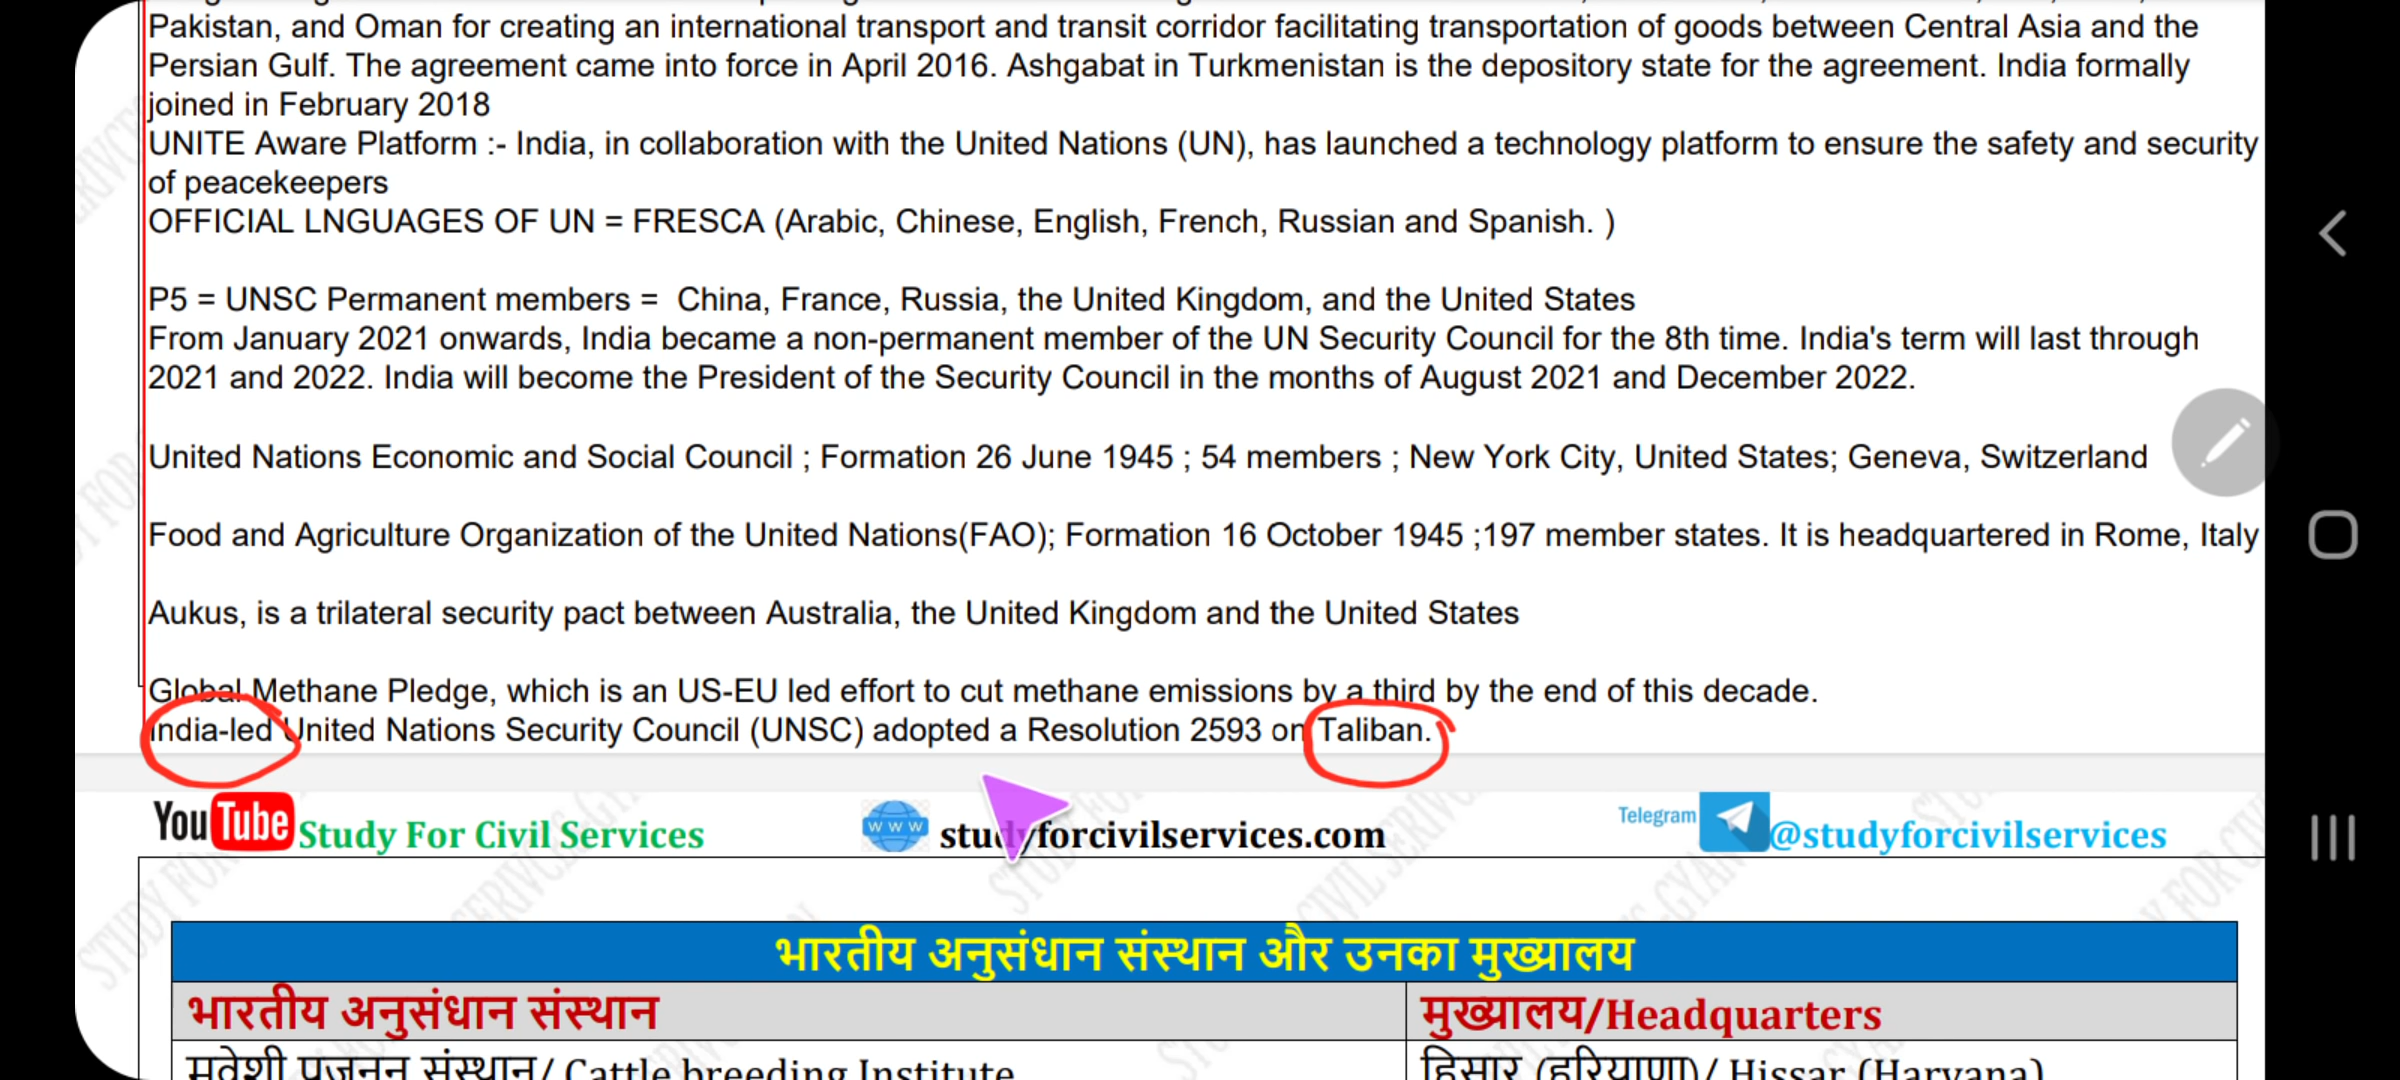 Pakistan, and Oman for creating an international transport and transit corridor facilitating transportation of goods between Central Asia and the
Persian Gulf. The agreement came into force in April 2016. Ashgabat in Turkmenistan is the depository state for the agreement. India formally
joined in February 2018
UNITE Aware Platform :- India, in collaboration with the United Nations (UN), has launched a technology platform to ensure the safety and security
of peacekeepers
OFFICIAL LNGUAGES OF UN = FRESCA (Arabic, Chinese, English, French, Russian and Spanish. )
P5 = UNSC Permanent members = China, France, Russia, the United Kingdom, and the United States
From January 2021 onwards, India became a non-permanent member of the UN Security Council for the 8th time. India's term will last through
2021 and 2022. India will become the President of the Security Council in the months of August 2021 and December 2022.
United Nations Economic and Social Council ; Formation 26 June 1945 ; 54 members ; New York City, United States; Geneva, Switzerland
Food and Agriculture Organization of the United Nations(FAO); Formation 16 October 1945 ;197 member states. It is headquartered in Rome, Italy
Aukus, is a trilateral security pact between Australia, the United Kingdom and the United States
Global Methane Pledge, which is an US-EU led effort to cut methane emissions by a third by the end of this decade.
India-led United Nations Security Council (UNSC) adopted a Resolution 2593 on Taliban.
YouTube Study For Civil Services www studyforcivilservices.com Telegram @studyforcivilservices
भारतीय अनुसंधान संस्थान और उनका मुख्यालय
भारतीय अनुसंधान संस्थान मुख्यालय/Headquarters
मवेशी प्रजनन संस्थान/ Cattle breeding Institute हिसार (हरियाणा)/ Hissar (Haryana)